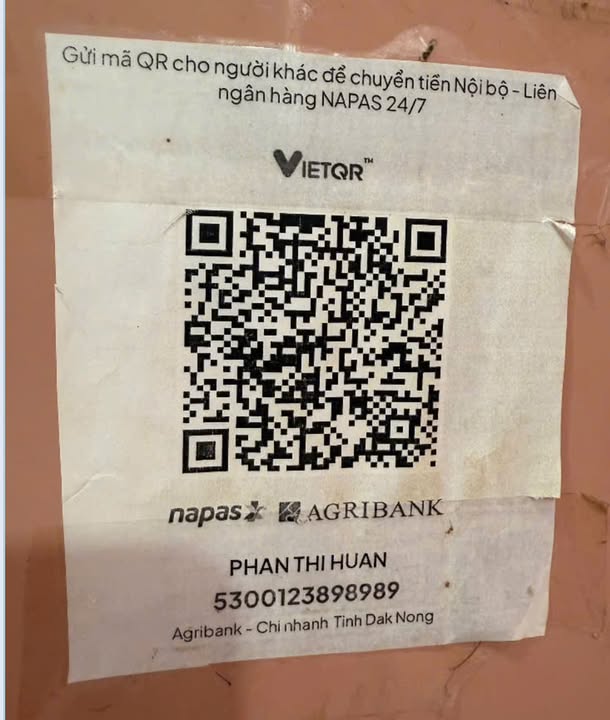 Gửi mã QR cho người khác để chuyển tiền Nội bộ - Liên
ngân hàng NAPAS 24/7
VIETQR™
napas AGRIBANK
PHAN THI HUAN
5300123898989
Agribank - Chi nhanh Tinh Dak Nong